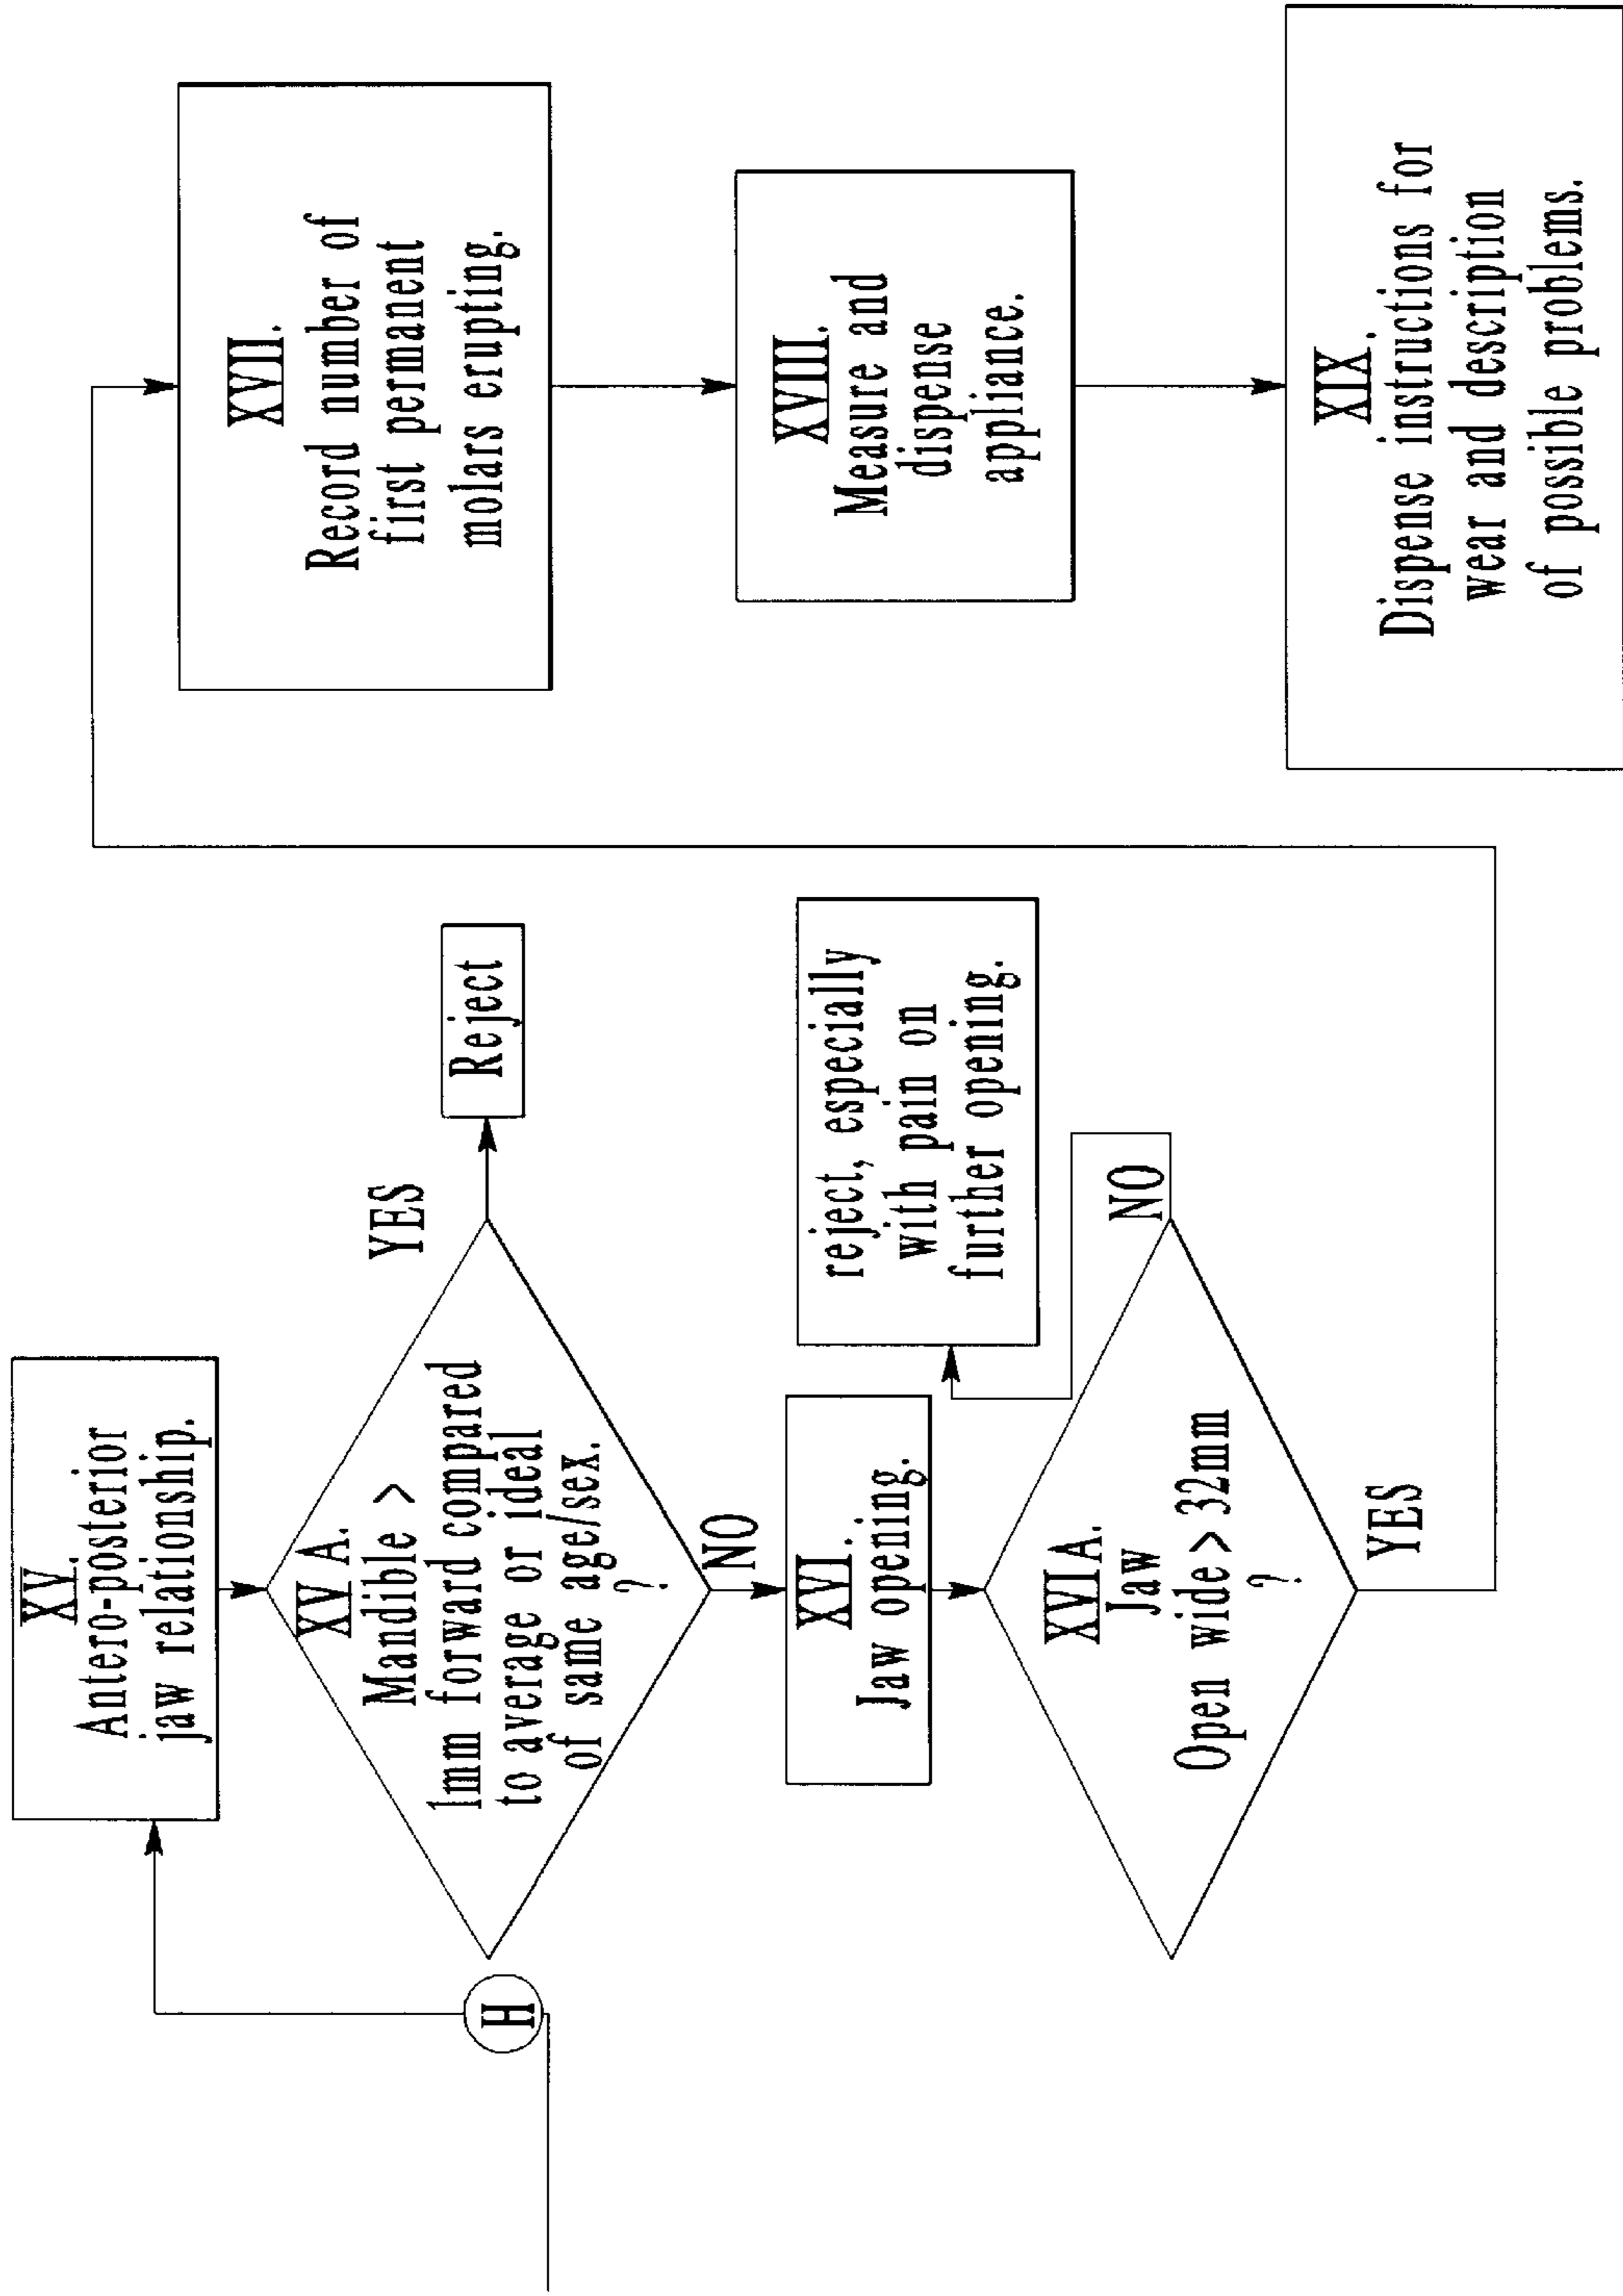 H
XV.
Antero-posterior
jaw relationship.
XV A.
Mandible >
1mm forward compared
to average or ideal
of same age/sex.
?
YES
Reject
NO
XVI.
Jaw opening.
XVI A.
Jaw
Open wide > 32mm
?
NO
reject, especially
with pain on
further opening.
YES
XVII.
Record number of
first permanent
molars erupting.
XVIII.
Measure and
dispense
appliance.
XIX.
Dispense instructions for
wear and description
of possible problems.